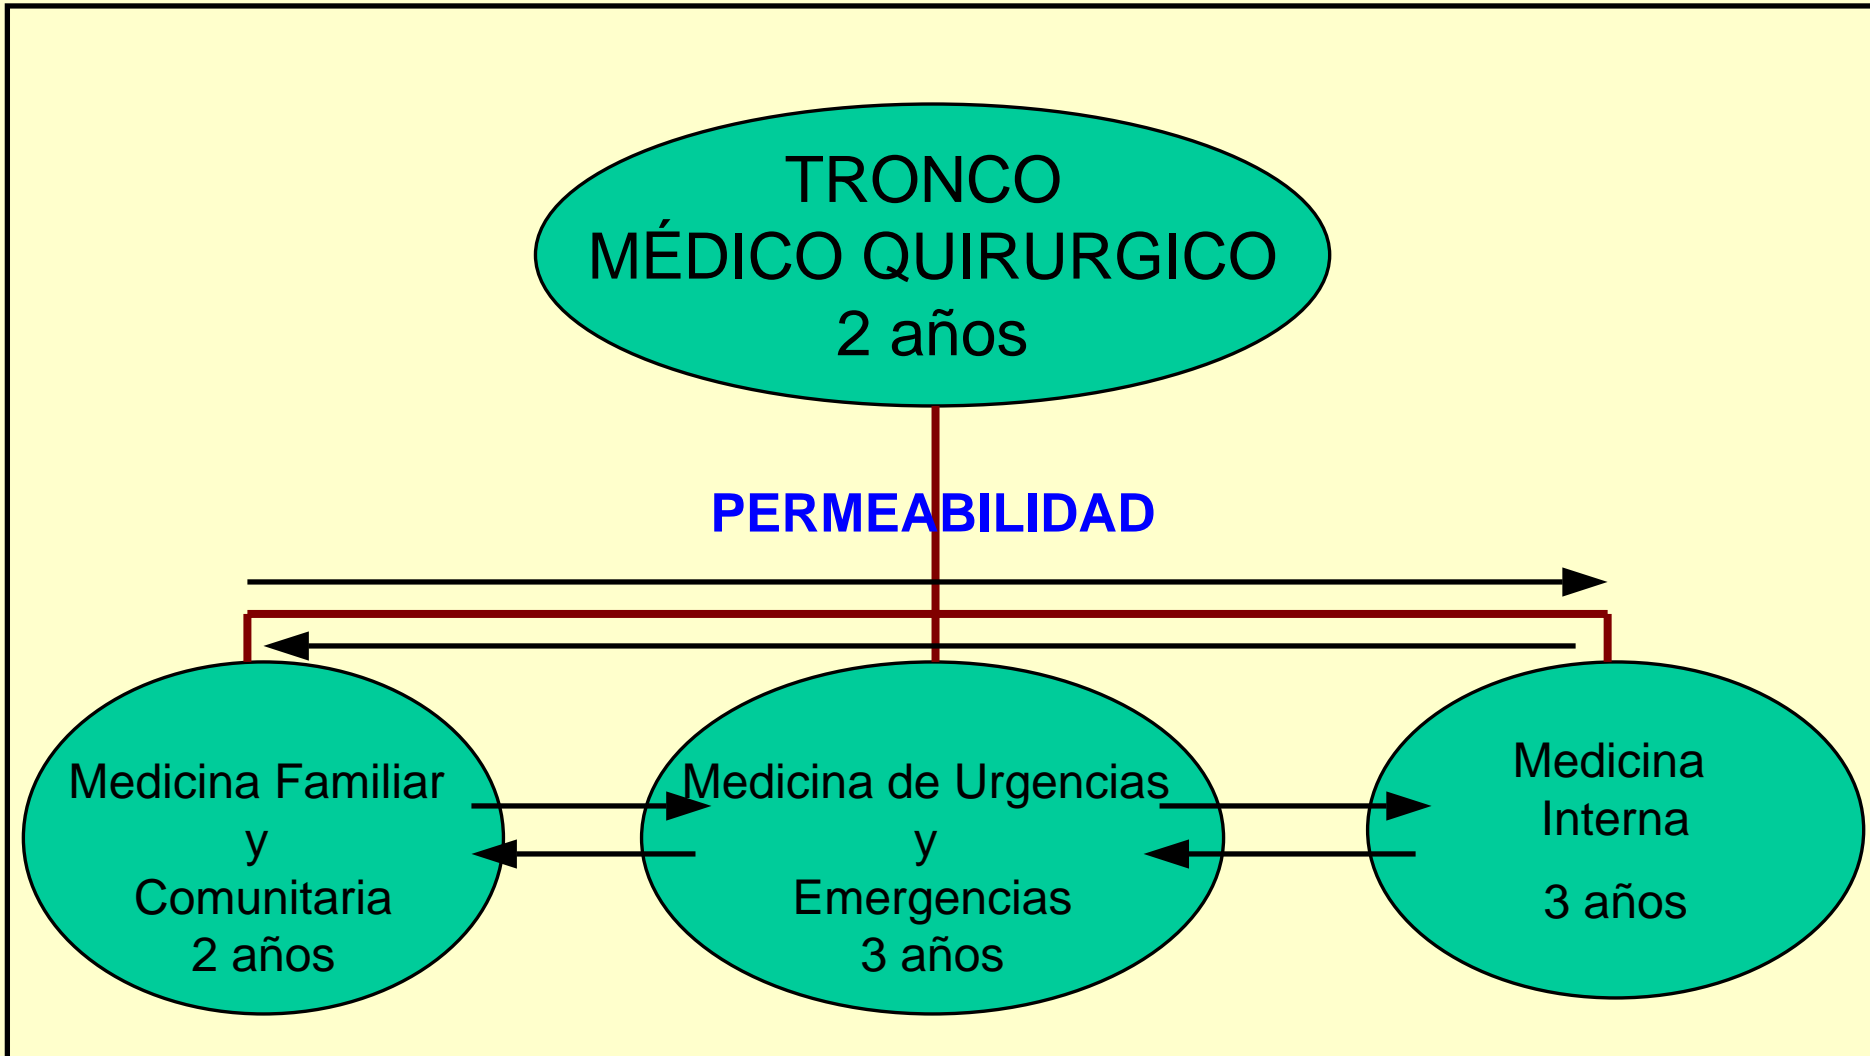 TRONCO
MÉDICO QUIRURGICO
2 años
PERMEABILIDAD
Medicina Familiar
y
Comunitaria
2 años
Medicina de Urgencias
y
Emergencias
3 años
Medicina
Interna
3 años